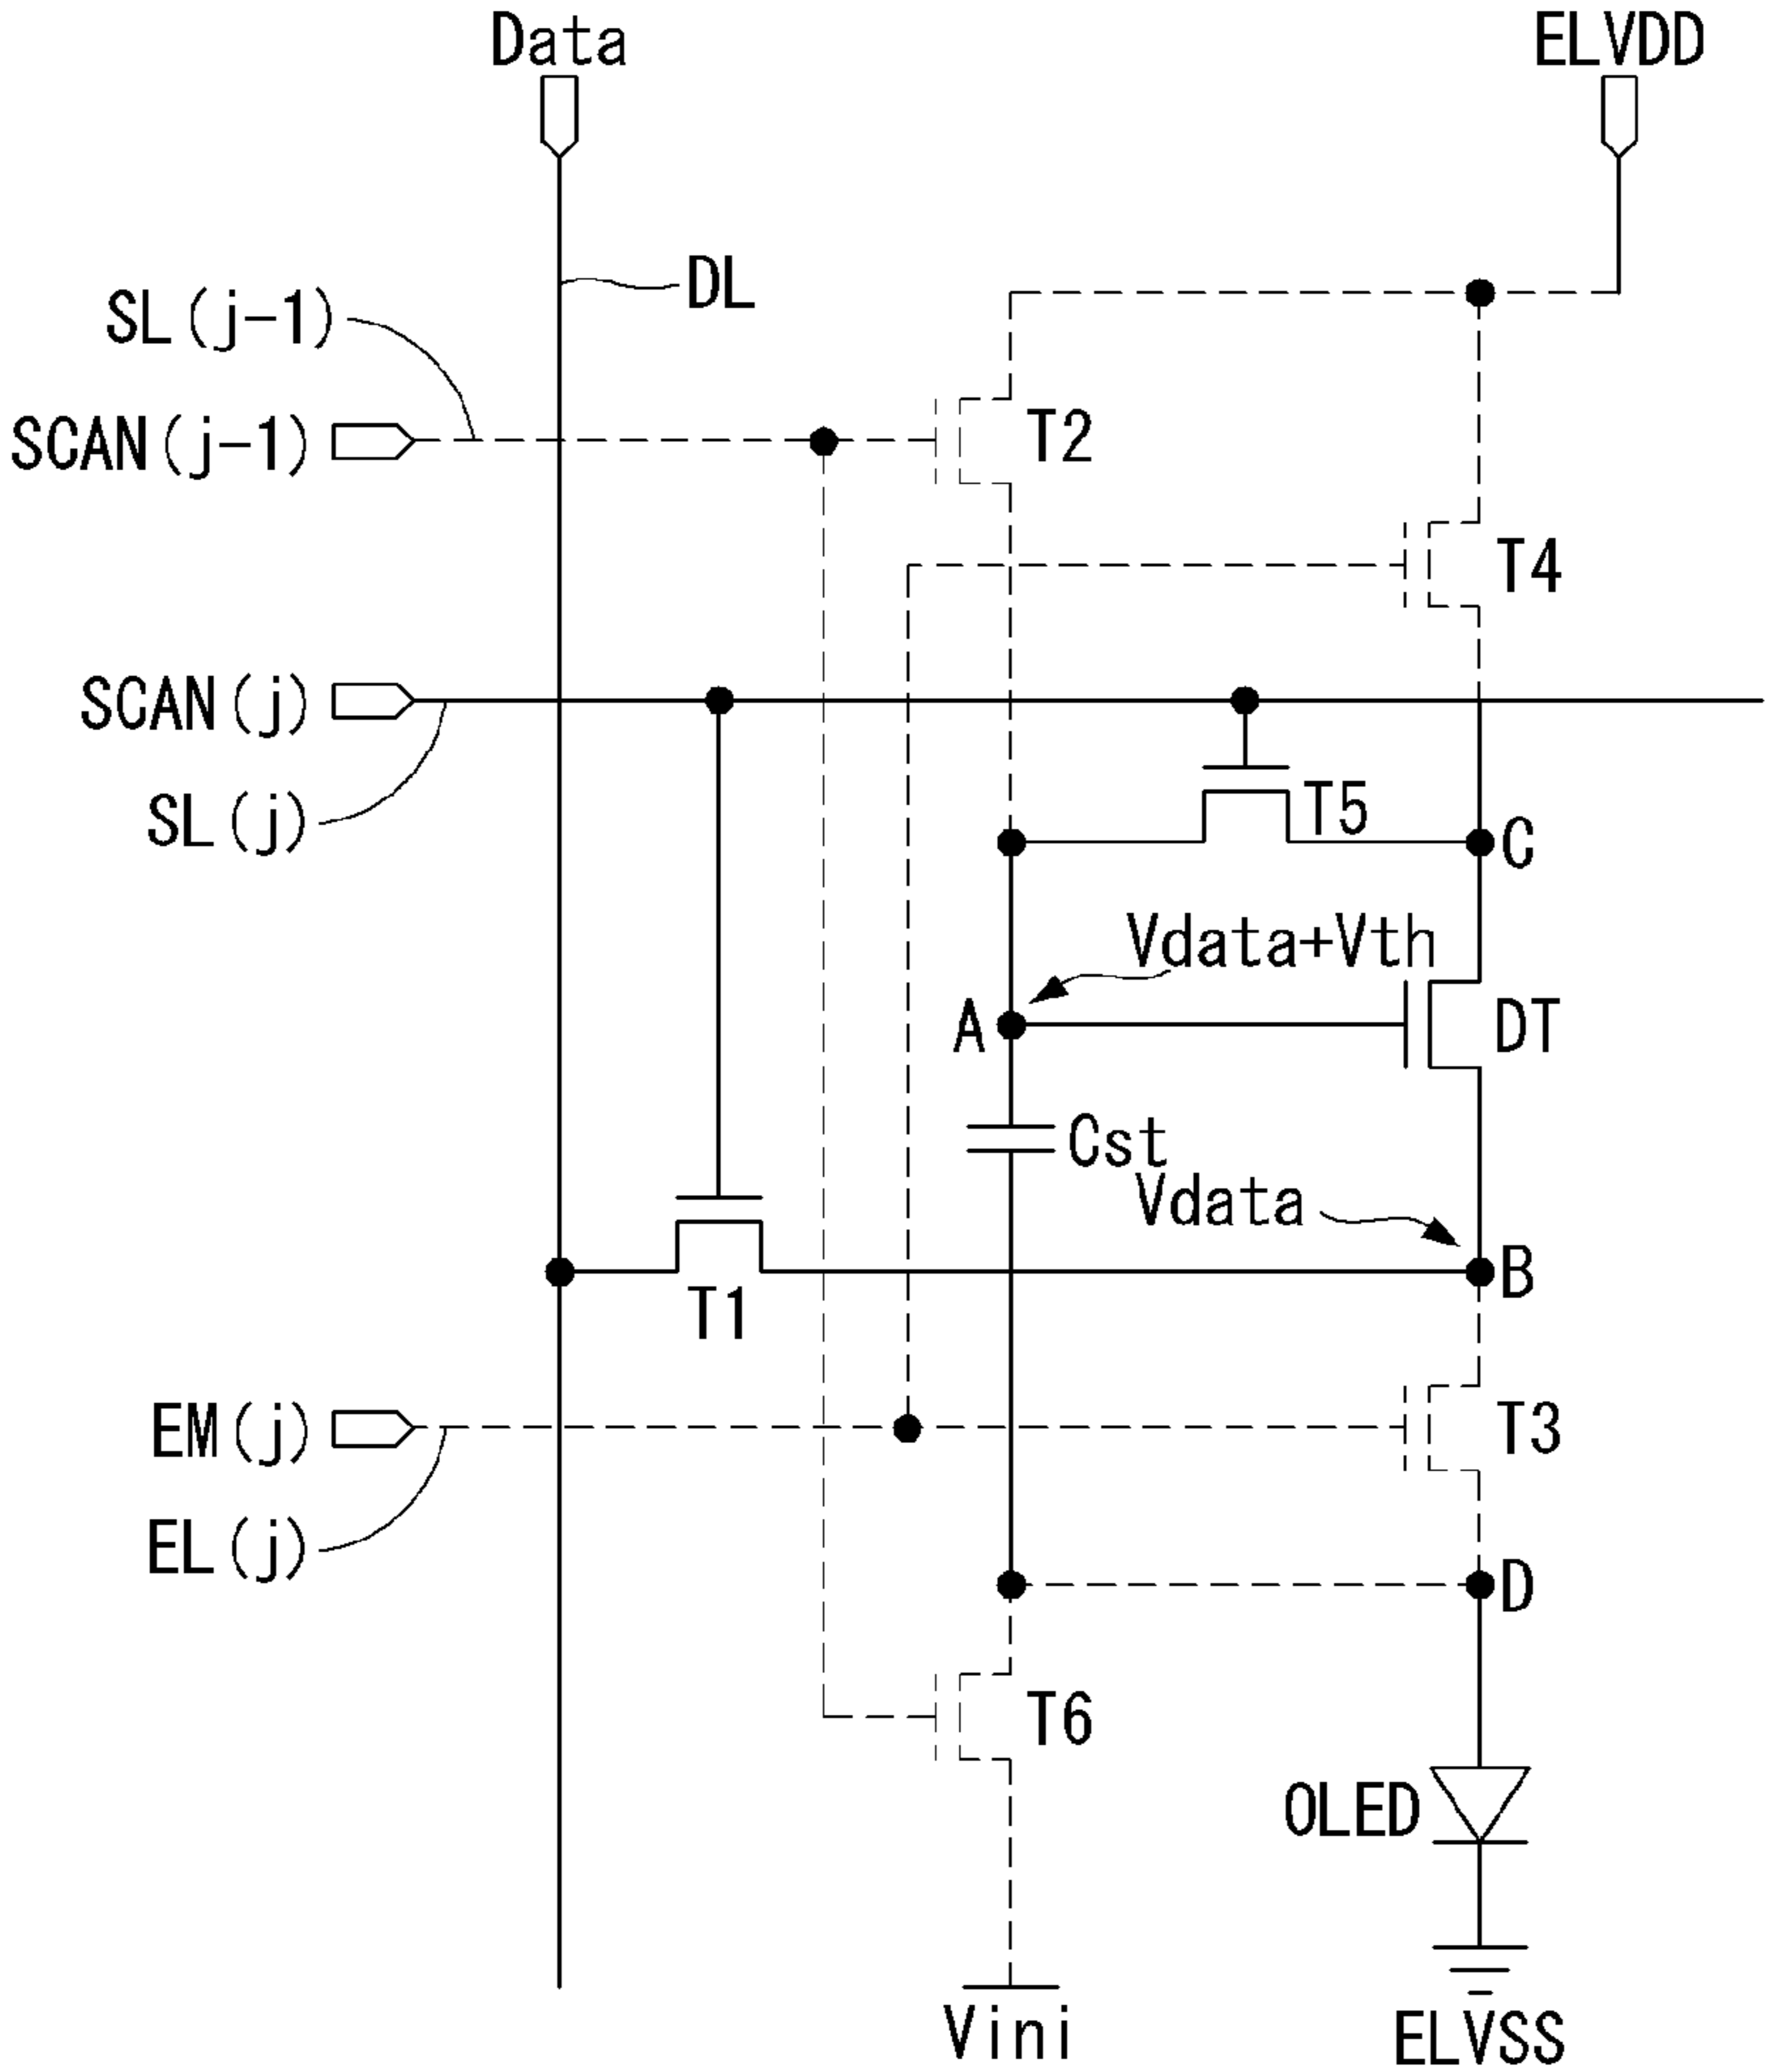 Data
ELVDD
DL
SL(j-1)
SCAN(j-1)
T2
T4
SCAN(j)
SL(j)
T5
C
Vdata+Vth
A
DT
Cst
Vdata
B
T1
EM(j)
T3
EL(j)
D
T6
OLED
Vini
ELVSS